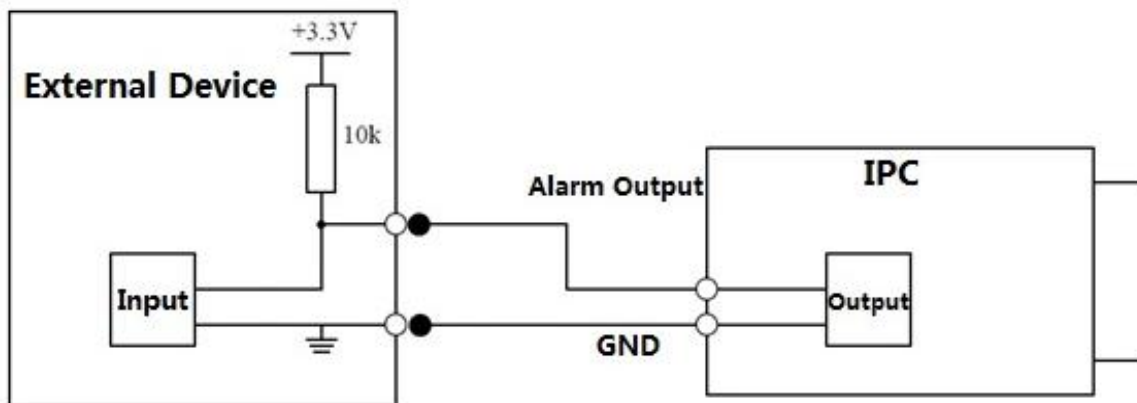 +3.3V
External Device
10k
Alarm Output
IPC
Input
Output
GND